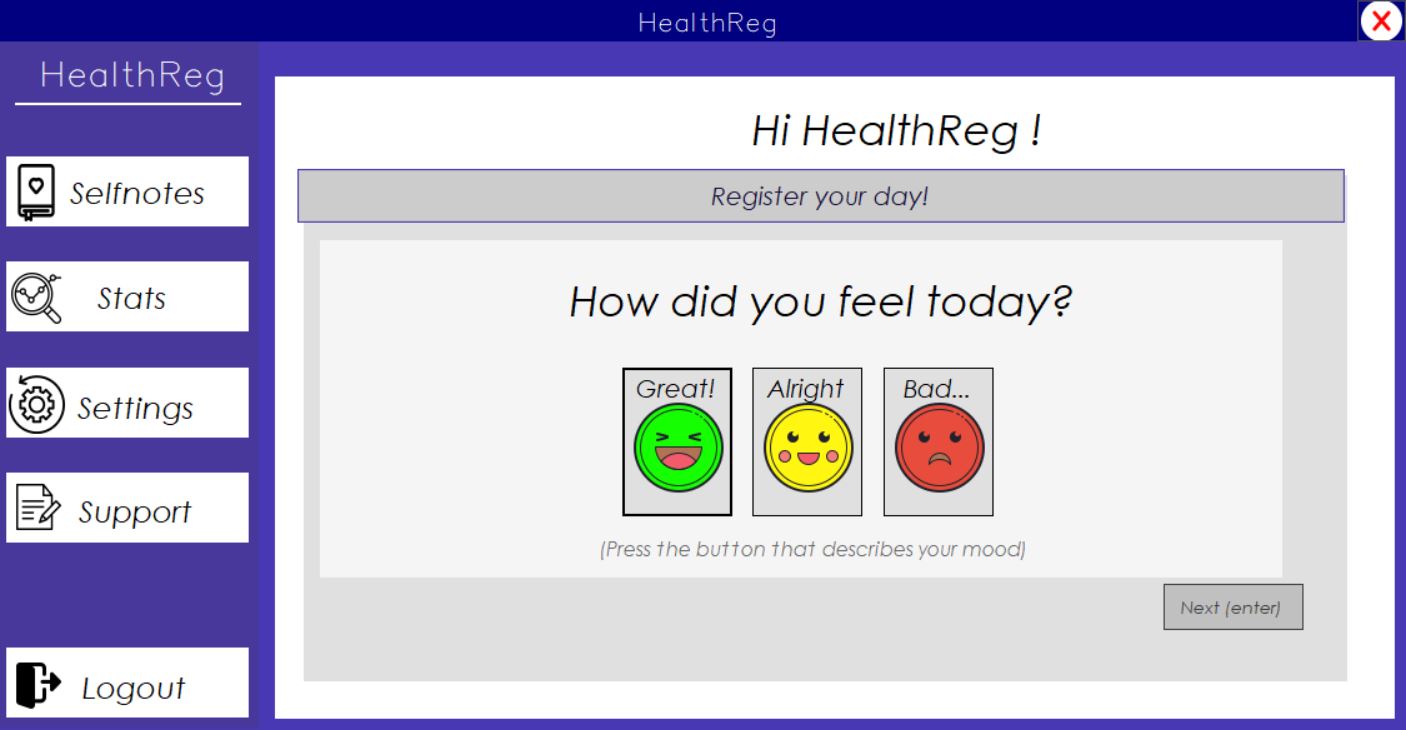 HealthReg
HealthReg
Selfnotes
Stats
Settings
Support
Logout
Hi HealthReg !
Register your day!
How did you feel today?
Great!
Alright
Bad...
(Press the button that describes your mood)
Next (enter)